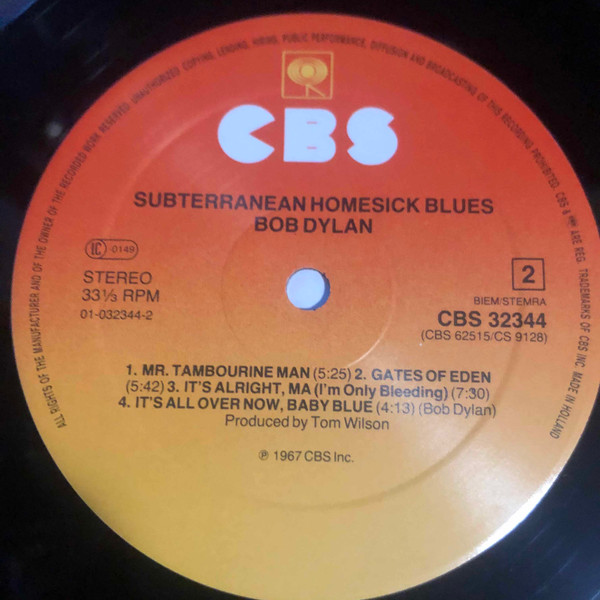 ALL RIGHTS OF THE MANUFACTURER AND OF THE OWNER OF THE RECORDED WORK RESERVED. UNAUTHORIZED COPYING, LENDING, HIRING, PUBLIC PERFORMANCE, DIFFUSION AND BROADCASTING OF THIS RECORDING PROHIBITED. CBS & ARE REG. TRADEMARKS OF CBS INC. MADE IN HOLLAND
CBS
SUBTERRANEAN HOMESICK BLUES
BOB DYLAN
IC 0149
STEREO
33⅓ RPM
01-032344-2
2
BIEM/STEMRA
CBS 32344
(CBS 62515/CS 9128)
1. MR. TAMBOURINE MAN (5:25) 2. GATES OF EDEN
(5:42) 3. IT'S ALRIGHT, MA (I'm Only Bleeding) (7:30)
4. IT'S ALL OVER NOW, BABY BLUE (4:13) (Bob Dylan)
Produced by Tom Wilson
℗ 1967 CBS Inc.